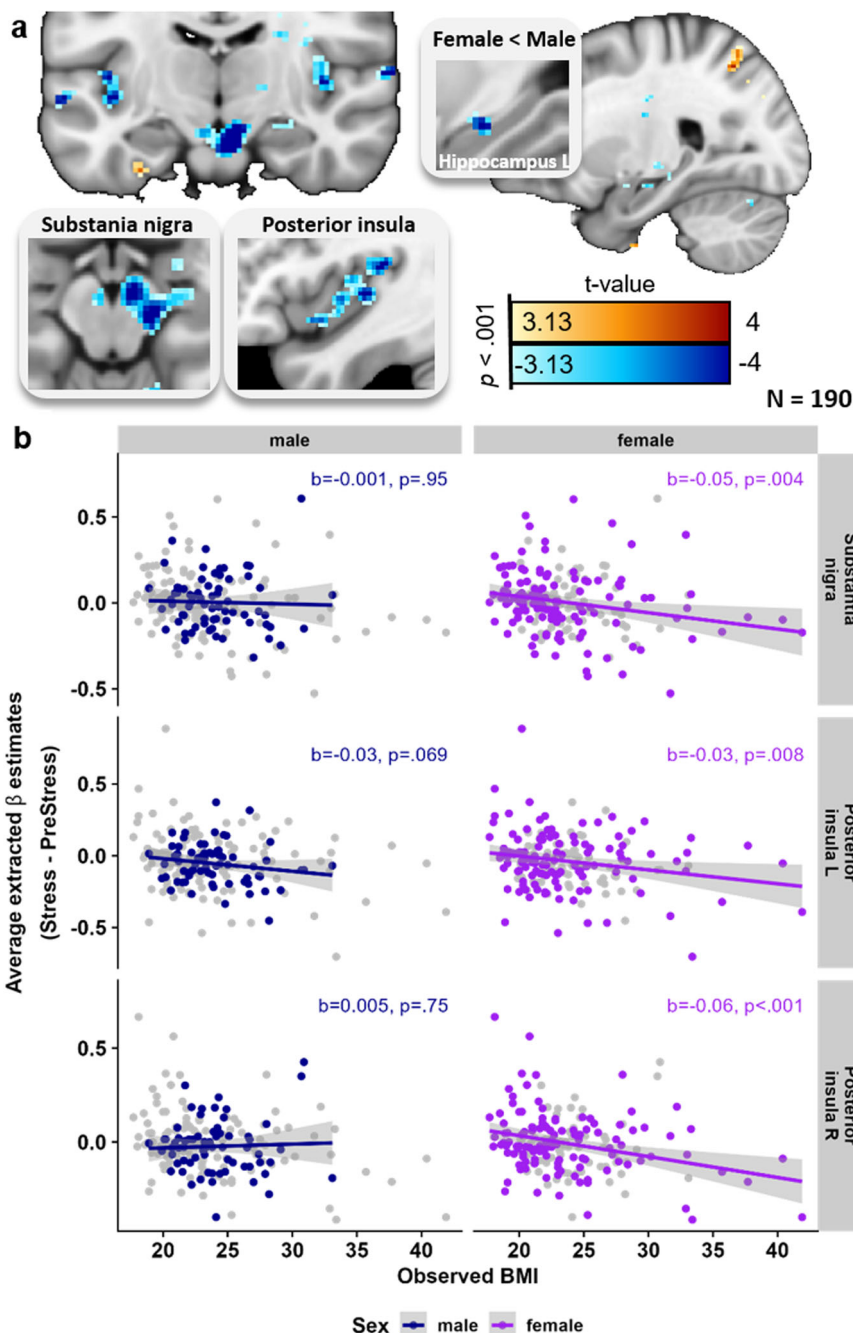 a
Female < Male
Hippocampus L
Substania nigra
Posterior insula
t-value
p < .001
3.13
4
-3.13
-4
N = 190
b
male
female
b=-0.001, p=.95
b=-0.05, p=.004
0.5
0.0
-0.5
Substantia
nigra
b=-0.03, p=.069
b=-0.03, p=.008
0.5
0.0
-0.5
Posterior
insula L
b=0.005, p=.75
b=-0.06, p<.001
0.5
0.0
Posterior
insula R
Average extracted β estimates
(Stress - PreStress)
20 25 30 35 40
20 25 30 35 40
Observed BMI
Sex male female